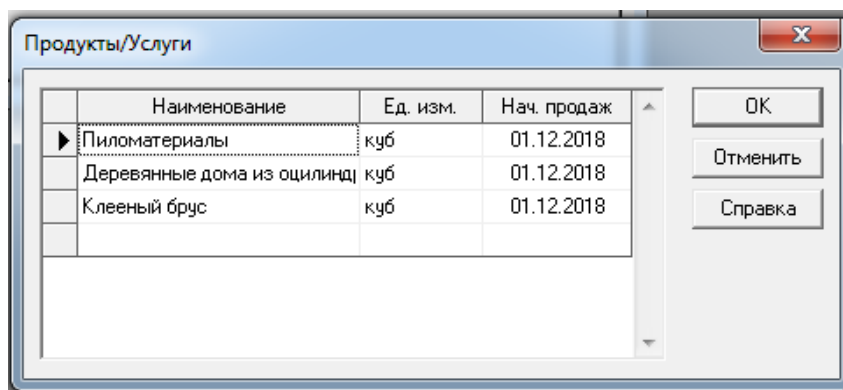 Продукты/Услуги
Наименование Ед. изм. Нач. продаж
Пиломатериалы куб 01.12.2018
Деревянные дома из оцилинд куб 01.12.2018
Клееный брус куб 01.12.2018
OK
Отменить
Справка